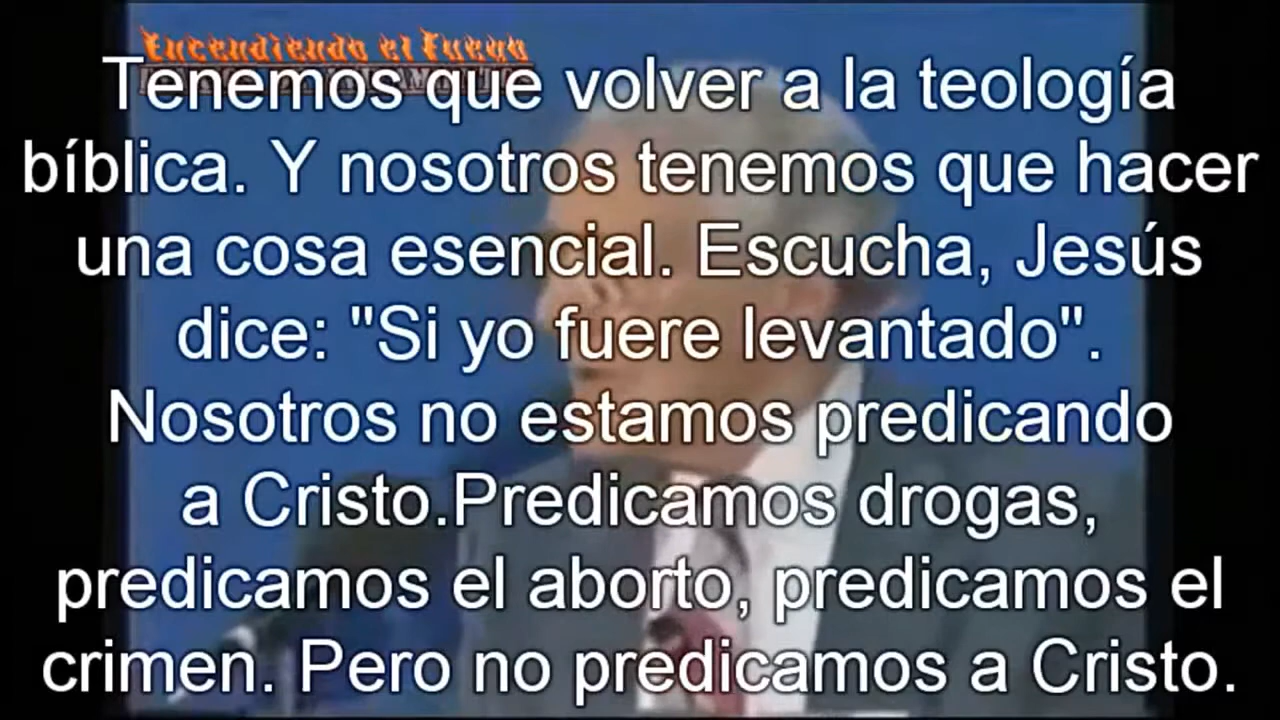 Encendiendo el Fuego
Tenemos que volver a la teología
bíblica. Y nosotros tenemos que hacer
una cosa esencial. Escucha, Jesús
dice: "Si yo fuere levantado".
Nosotros no estamos predicando
a Cristo.Predicamos drogas,
predicamos el aborto, predicamos el
crimen. Pero no predicamos a Cristo.